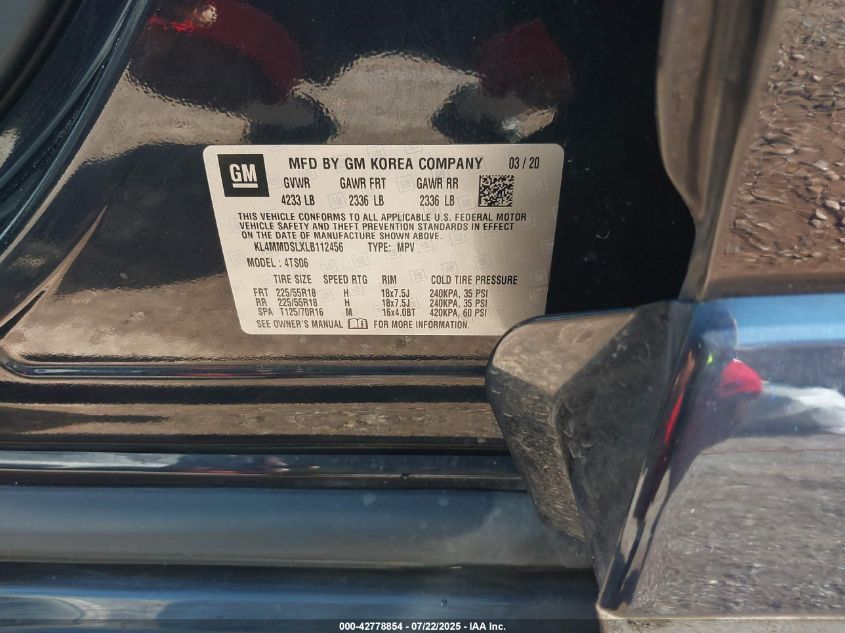 GM MFD BY GM KOREA COMPANY 03 / 20
GVWR GAWR FRT GAWR RR
4233 LB 2336 LB 2336 LB
THIS VEHICLE CONFORMS TO ALL APPLICABLE U.S. FEDERAL MOTOR
VEHICLE SAFETY AND THEFT PREVENTION STANDARDS IN EFFECT
ON THE DATE OF MANUFACTURE SHOWN ABOVE.
KL4MMDSLXLB112456 TYPE: MPV
MODEL : 4TS06
TIRE SIZE SPEED RTG RIM COLD TIRE PRESSURE
FRT 225/55R18 H 18x7.5J 240KPA, 35 PSI
RR 225/55R18 H 18x7.5J 240KPA, 35 PSI
SPA T125/70R16 M 16x4.0BT 420KPA, 60 PSI
SEE OWNER'S MANUAL FOR MORE INFORMATION.
000-42778854 / 07/22/2025 - IAA Inc.